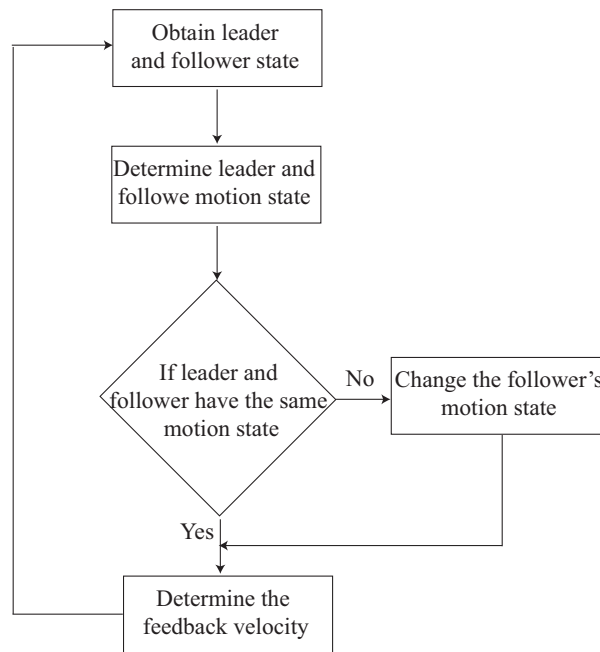 Obtain leader
and follower state
Determine leader and
followe motion state
If leader and
follower have the same
motion state
No
Change the follower's
motion state
Yes
Determine the
feedback velocity